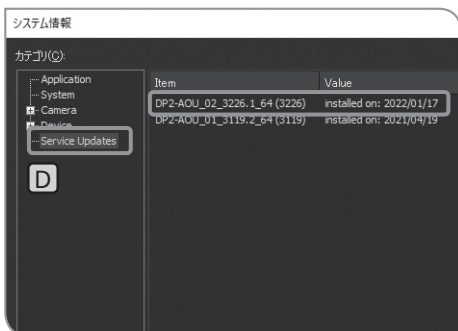 システム情報
カテゴリ(C):
Application
System
Camera
Device
Service Updates
D
Item Value
DP2-AOU_02_3226.1_64 (3226) installed on: 2022/01/17
DP2-AOU_01_3119.2_64 (3119) installed on: 2021/04/19